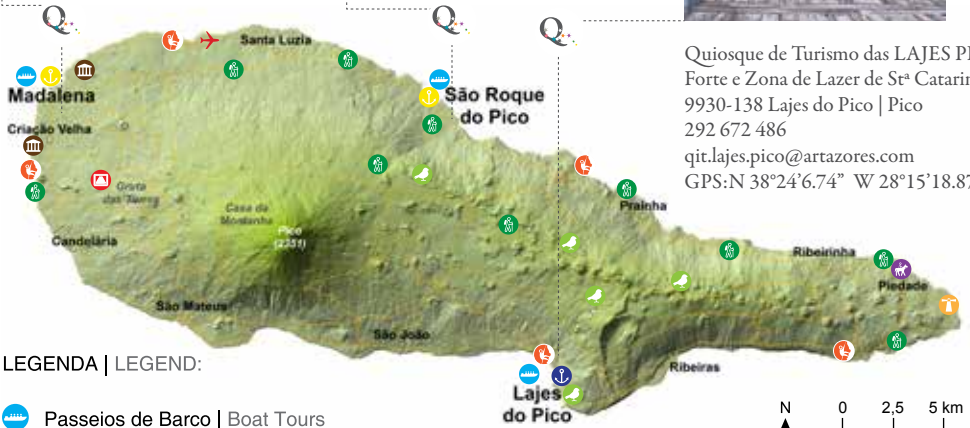 Santa Luzia
Madalena
São Roque
do Pico
Criação Velha
Gruta
das Torres
Casa da
Montanha
Pico
(2351)
Candelária
São Mateus
São João
Prainha
Ribeirinha
Piedade
Ribeiras
Lajes
do Pico
Quiosque de Turismo das LAJES
Forte e Zona de Lazer de Stª
9930-138 Lajes do Pico | Pico
292 672 486
qit.lajes.pico@artazores.com
GPS:N 38°24’6.74” W 28°15’18.87
LEGENDA | LEGEND:
Passeios de Barco | Boat Tours
N 0 2,5 5 km